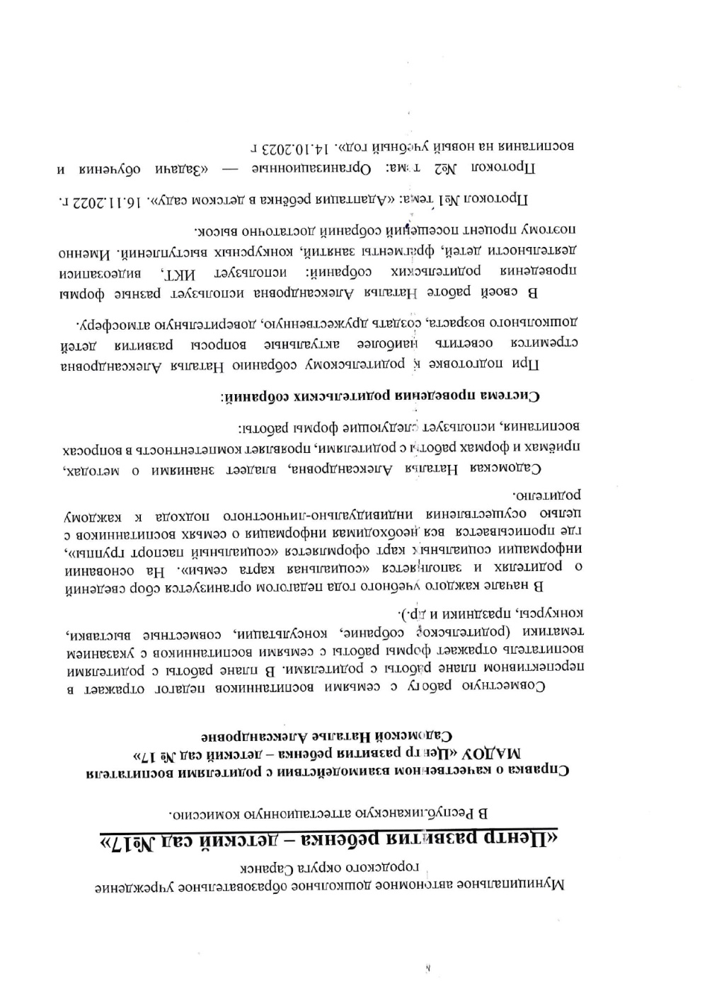 Муниципальное автономное дошкольное образовательное учреждение
городского округа Саранск
«Центр развития ребенка – детский сад №17»
В Республиканскую аттестационную комиссию.
Справка о качественном взаимодействии с родителями воспитателя
МАДОУ «Центр развития ребенка – детский сад № 17»
Садомской Наталье Александровне
Совместную работу с семьями воспитанников педагог отражает в
перспективном плане работы с родителями. В плане работы с родителями
воспитатель отражает формы работы с семьями воспитанников с указанием
тематики (родительское собрание, консультации, совместные выставки,
конкурсы, праздники и др.).
В начале каждого учебного года педагогом организуется сбор сведений
о родителях и заполняется «социальная карта семьи». На основании
информации социальных карт оформляется «социальный паспорт группы»,
где прописывается вся необходимая информация о семьях воспитанников с
целью осуществления индивидуально-личностного подхода к каждому
родителю.
Садомская Наталья Александровна, владеет знаниями о методах,
приёмах и формах работы с родителями, проявляет компетентность в вопросах
воспитания, использует следующие формы работы:
Система проведения родительских собраний:
При подготовке к родительскому собранию Наталья Александровна
стремится осветить наиболее актуальные вопросы развития детей
дошкольного возраста, создать дружественную, доверительную атмосферу.
В своей работе Наталья Александровна использует разные формы
проведения родительских собраний: использует ИКТ, видеозаписи
деятельности детей, фрагменты занятий, конкурсных выступлений. Именно
поэтому процент посещений собраний достаточно высок.
Протокол №1 тема: «Адаптация ребёнка в детском саду». 16.11.2022 г.
Протокол №2 тема: Организационные — «Задачи обучения и
воспитания на новый учебный год». 14.10.2023 г